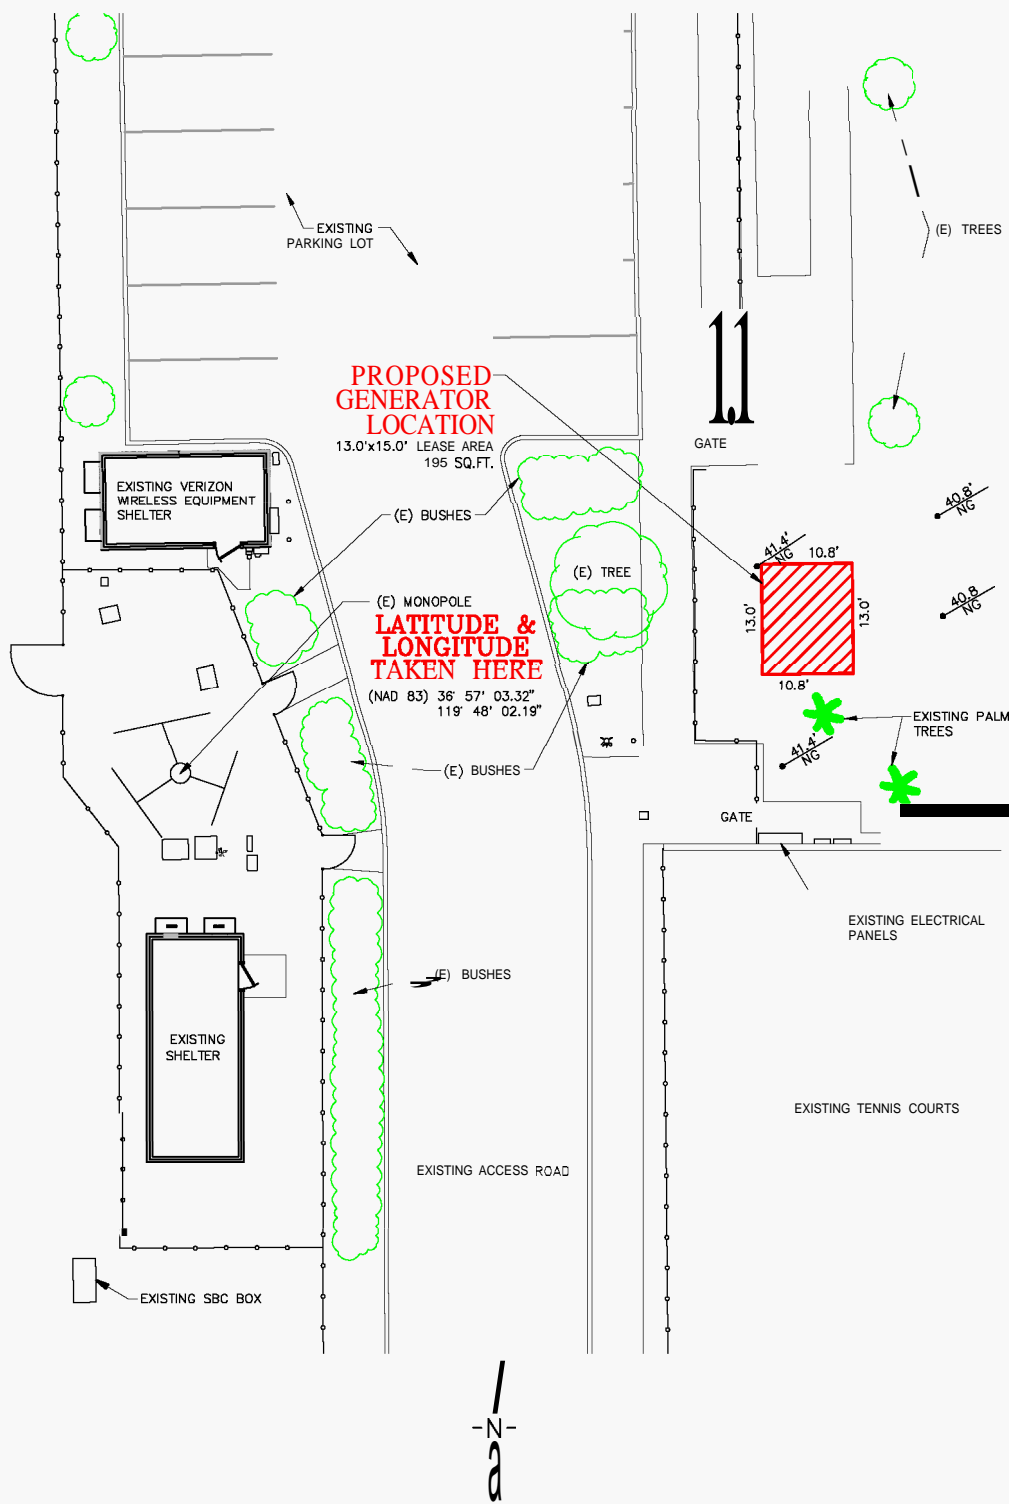 (E) TREES
EXISTING
PARKING LOT
1.1
PROPOSED
GENERATOR
LOCATION
13.0'x15.0' LEASE AREA
195 SQ.FT.
GATE
EXISTING VERIZON
WIRELESS EQUIPMENT
SHELTER
(E) BUSHES
40.8'
NG
41.4'
NG
10.8'
(E) TREE
13.0'
13.0'
40.8
NG
(E) MONOPOLE
LATITUDE &
LONGITUDE
TAKEN HERE
(NAD 83) 36' 57' 03.32"
119' 48' 02.19"
10.8'
EXISTING PALM
TREES
41.4'
NG
(E) BUSHES
GATE
EXISTING ELECTRICAL
PANELS
(E) BUSHES
EXISTING
SHELTER
EXISTING TENNIS COURTS
EXISTING ACCESS ROAD
EXISTING SBC BOX
-N-
a